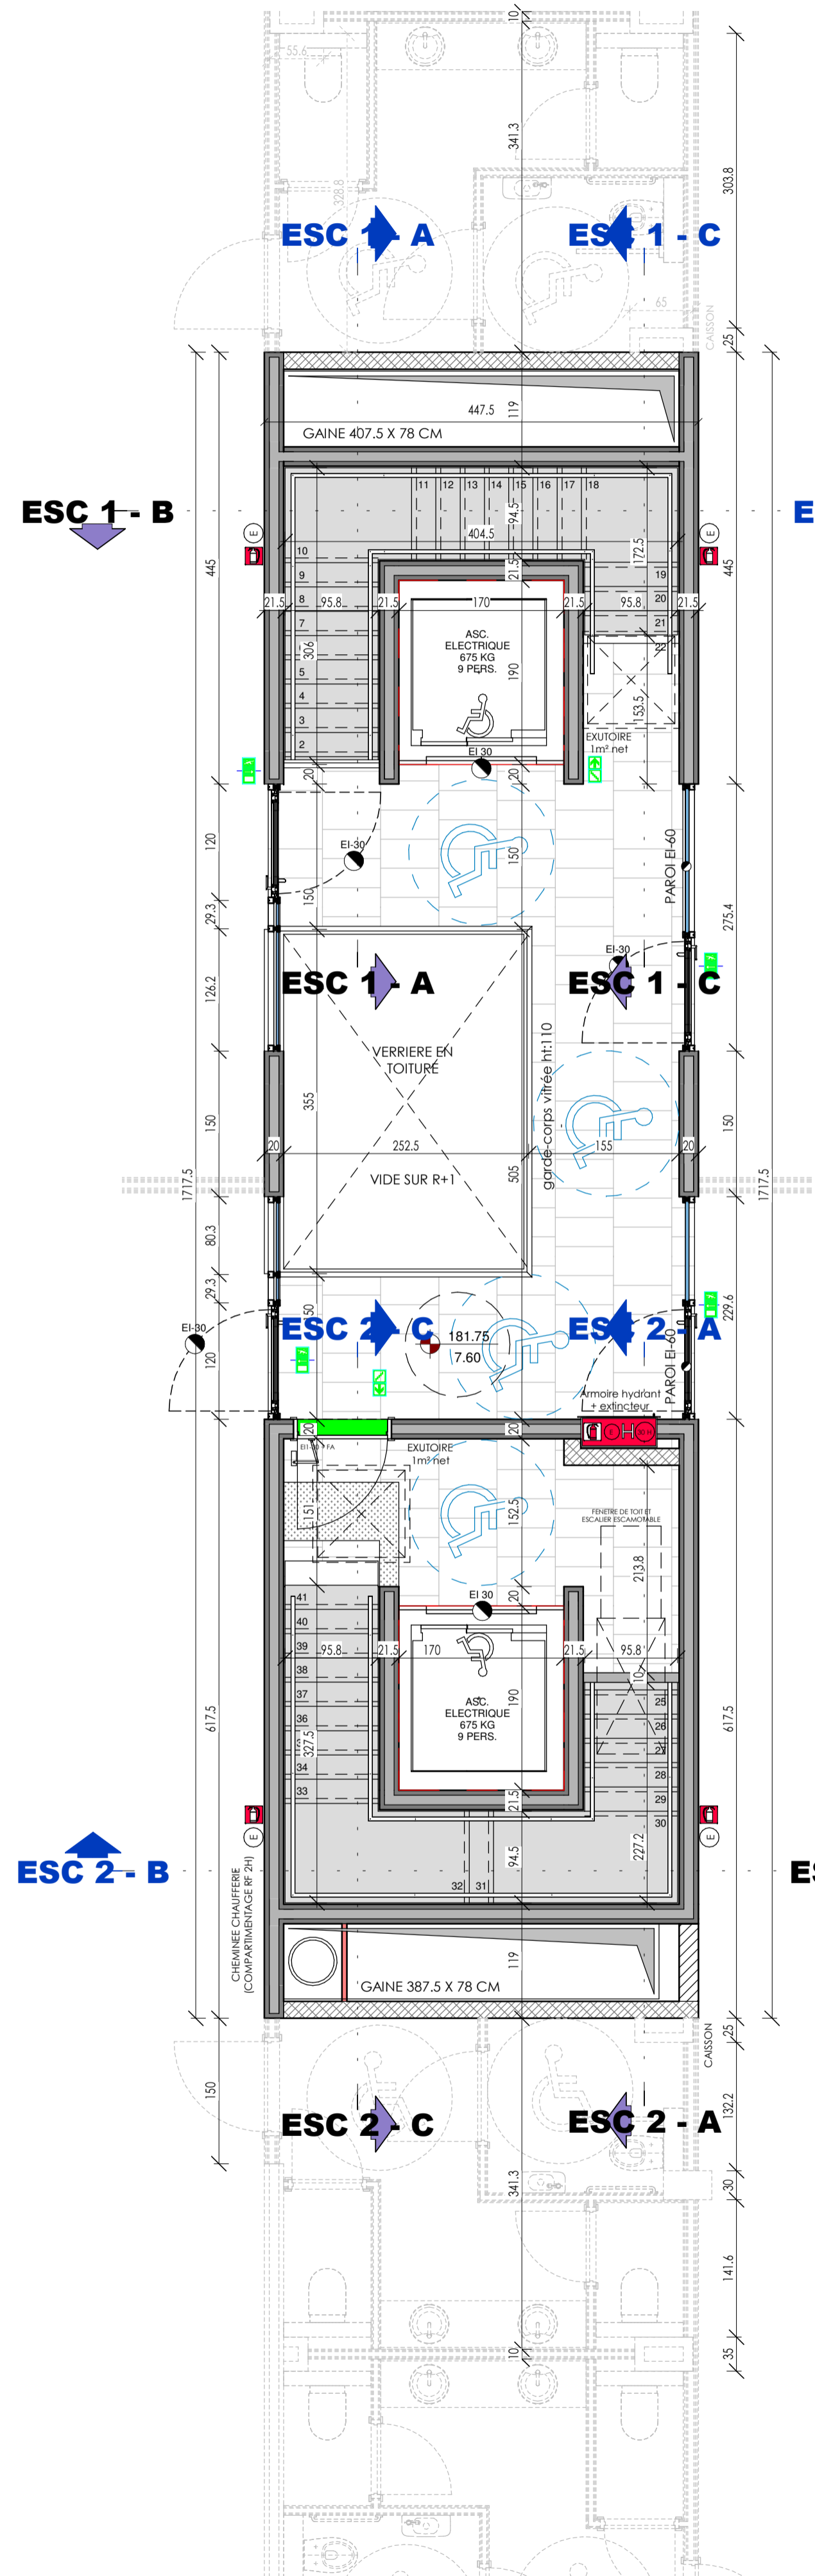 10
55.6
341.3
303.8
328.8
ESC 1 - A
ESC 1 - C
65
CAISSON
25
447.5
119
GAINE 407.5 X 78 CM
ESC 1 - B
E
11 12 13 14 15 16 17 18
94.5
404.5
172.5
E
E
445
445
10
9
8
7
5
4
3
2
21.5
19
20
21
22
21.5 95.8 21.5 170 21.5 95.8 21.5
306
ASC.
ELECTRIQUE
675 KG
9 PERS.
190
153.5
EXUTOIRE
1m² net
EI 30
20
20
120
EI-30
150
150
PAROI EI-60
275.4
29.3
EI-30
ESC 1 - A
ESC 1 - C
126.2
VERRIERE EN
TOITURE
garde-corps vitrée ht:110
355
150
150
20
252.5
155
20
505
VIDE SUR R+1
1717.5
1717.5
80.3
29.3
EI-30
150
120
ESC 2 - C
ESC 2 - A
181.75
7.60
229.6
PAROI EI-60
Armoire hydrant
+ extincteur
20
20
E H
EXUTOIRE
1m² net
151
152.5
FENETRE DE TOIT ET
ESCALIER ESCAMOTABLE
213.8
EI 30
20
41
40
39
38
37
36
34
33
95.8 21.5 170 21.5 95.8
10
327.5
ASC.
ELECTRIQUE
675 KG
9 PERS.
190
25
26
27
28
29
30
617.5
617.5
21.5
E
E
94.5
227.2
ESC 2 - B
ES
32 31
CHEMINEE CHAUFFERIE
(COMPARTIMENTAGE RF 2H)
119
GAINE 387.5 X 78 CM
25
CAISSON
150
132.2
ESC 2 - C
ESC 2 - A
341.3
30
141.6
10
35